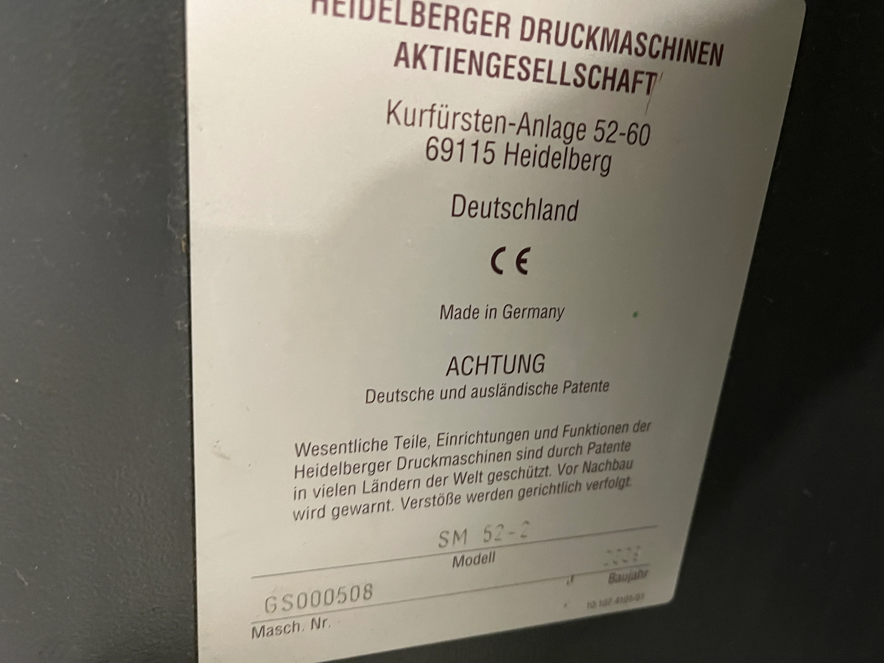 HEIDELBERGER DRUCKMASCHINEN
AKTIENGESELLSCHAFT
Kurfürsten-Anlage 52-60
69115 Heidelberg
Deutschland
CE
Made in Germany
ACHTUNG
Deutsche und ausländische Patente
Wesentliche Teile, Einrichtungen und Funktionen der
Heidelberger Druckmaschinen sind durch Patente
in vielen Ländern der Welt geschützt. Vor Nachbau
wird gewarnt. Verstöße werden gerichtlich verfolgt.
SM 52-2
Modell
Baujahr
GS000508
Masch. Nr.